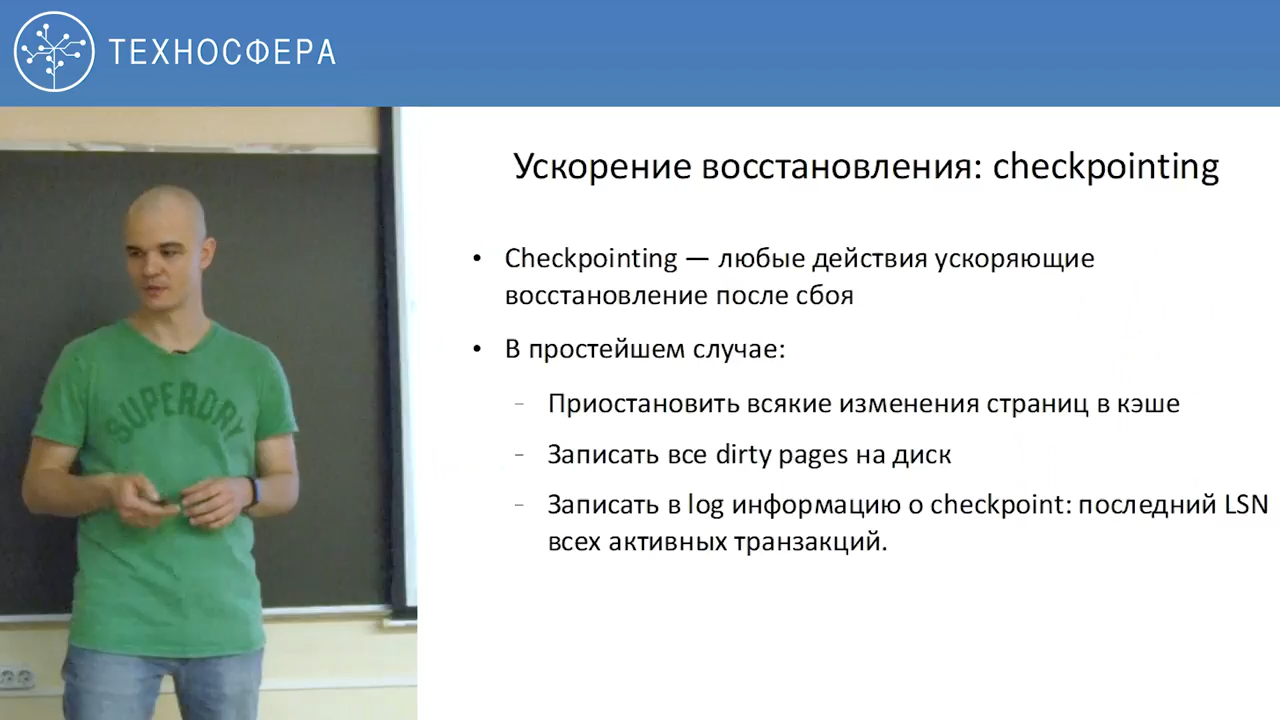 ТЕХНОСФЕРА
Ускорение восстановления: checkpointing
• Checkpointing — любые действия ускоряющие
восстановление после сбоя
• В простейшем случае:
- Приостановить всякие изменения страниц в кэше
- Записать все dirty pages на диск
- Записать в log информацию о checkpoint: последний LSN
всех активных транзакций.
SUPERDRY